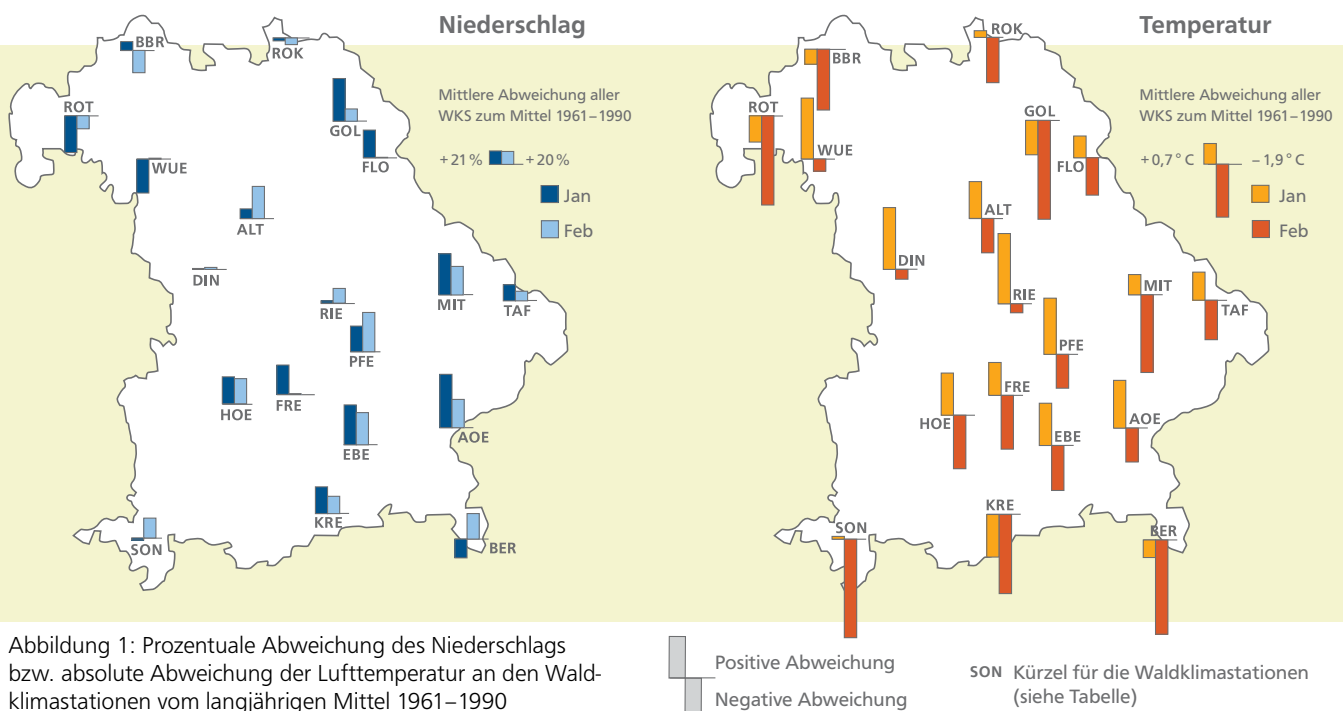 Niederschlag
BBR
ROK
ROT
GOL
FLO
WUE
ALT
DIN
RIE
MIT
TAF
PFE
HOE
FRE
AOE
EBE
KRE
SON
BER
Mittlere Abweichung aller
WKS zum Mittel 1961–1990
+21% +20%
Jan
Feb
Temperatur
ROK
BBR
ROT
GOL
WUE
FLO
ALT
DIN
RIE
MIT
TAF
PFE
FRE
HOE
AOE
EBE
KRE
SON
BER
Mittlere Abweichung aller
WKS zum Mittel 1961–1990
+0,7°C –1,9°C
Jan
Feb
Abbildung 1: Prozentuale Abweichung des Niederschlags
bzw. absolute Abweichung der Lufttemperatur an den Wald-
klimastationen vom langjährigen Mittel 1961–1990
Positive Abweichung
Negative Abweichung
SON Kürzel für die Waldklimastationen
(siehe Tabelle)